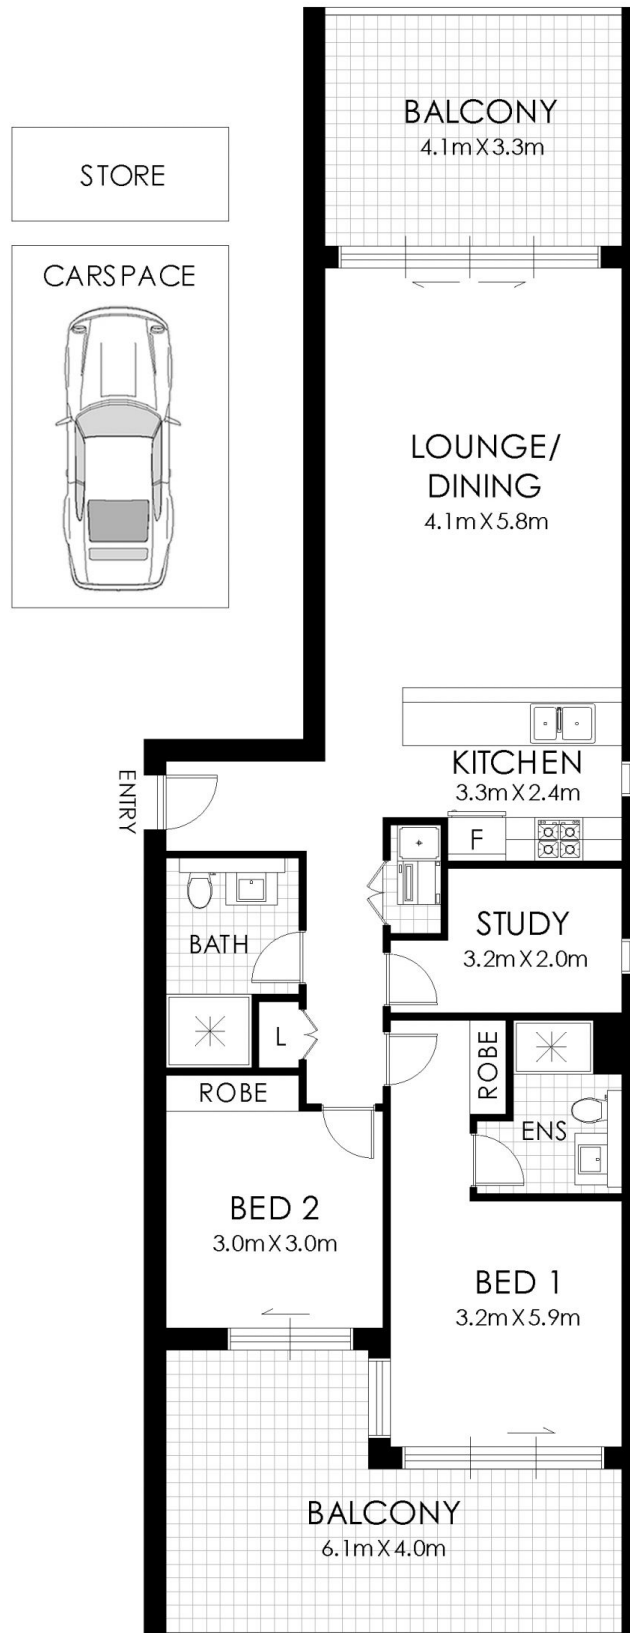 BALCONY
4.1m X 3.3m
STORE
CARSPACE
LOUNGE/
DINING
4.1m X 5.8m
KITCHEN
3.3m X 2.4m
ENTRY
F
STUDY
3.2m X 2.0m
BATH
L
ROBE
ROBE
ENS
BED 2
3.0m X 3.0m
BED 1
3.2m X 5.9m
BALCONY
6.1m X 4.0m